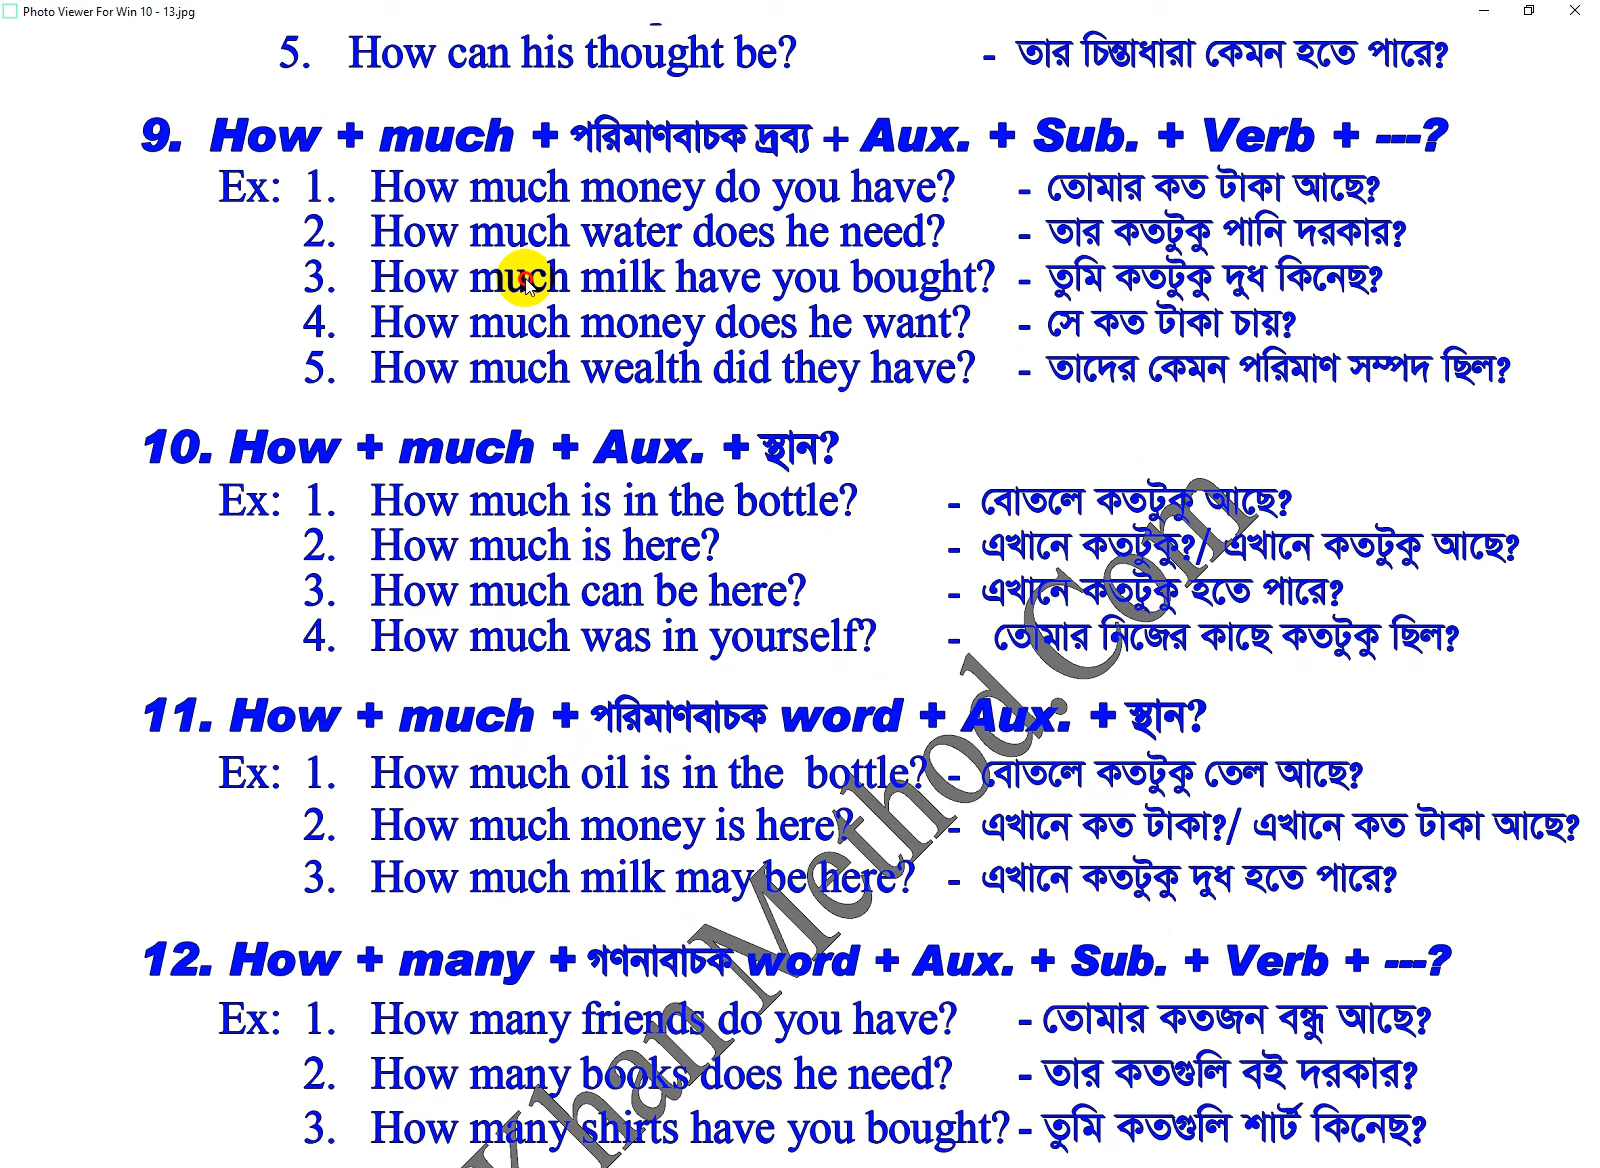 Photo Viewer For Win 10 - 13.jpg
5. How can his thought be? - তার চিন্তাধারা কেমন হতে পারে?
9. How + much + পরিমাণবাচক দ্রব্য + Aux. + Sub. + Verb + ---?
Ex: 1. How much money do you have? - তোমার কত টাকা আছে?
2. How much water does he need? - তার কতটুকু পানি দরকার?
3. How much milk have you bought? - তুমি কতটুকু দুধ কিনেছ?
4. How much money does he want? - সে কত টাকা চায়?
5. How much wealth did they have? - তাদের কেমন পরিমাণ সম্পদ ছিল?
10. How + much + Aux. + স্থান?
Ex: 1. How much is in the bottle? - বোতলে কতটুকু আছে?
2. How much is here? - এখানে কতটুকু?/ এখানে কতটুকু আছে?
3. How much can be here? - এখানে কতটুকু হতে পারে?
4. How much was in yourself? - তোমার নিজের কাছে কতটুকু ছিল?
11. How + much + পরিমাণবাচক word + Aux. + স্থান?
Ex: 1. How much oil is in the bottle? - বোতলে কতটুকু তেল আছে?
2. How much money is here? - এখানে কত টাকা?/ এখানে কত টাকা আছে?
3. How much milk may be here? - এখানে কতটুকু দুধ হতে পারে?
12. How + many + গণনাবাচক word + Aux. + Sub. + Verb + ---?
Ex: 1. How many friends do you have? - তোমার কতজন বন্ধু আছে?
2. How many books does he need? - তার কতগুলি বই দরকার?
3. How many shirts have you bought? - তুমি কতগুলি শার্ট কিনেছ?
Khan Method.Com